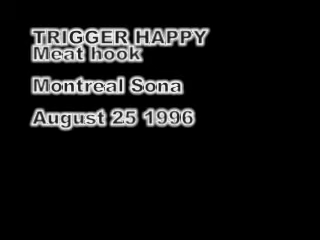 TRIGGER HAPPY
Meat hook
Montreal Sona
August 25 1996